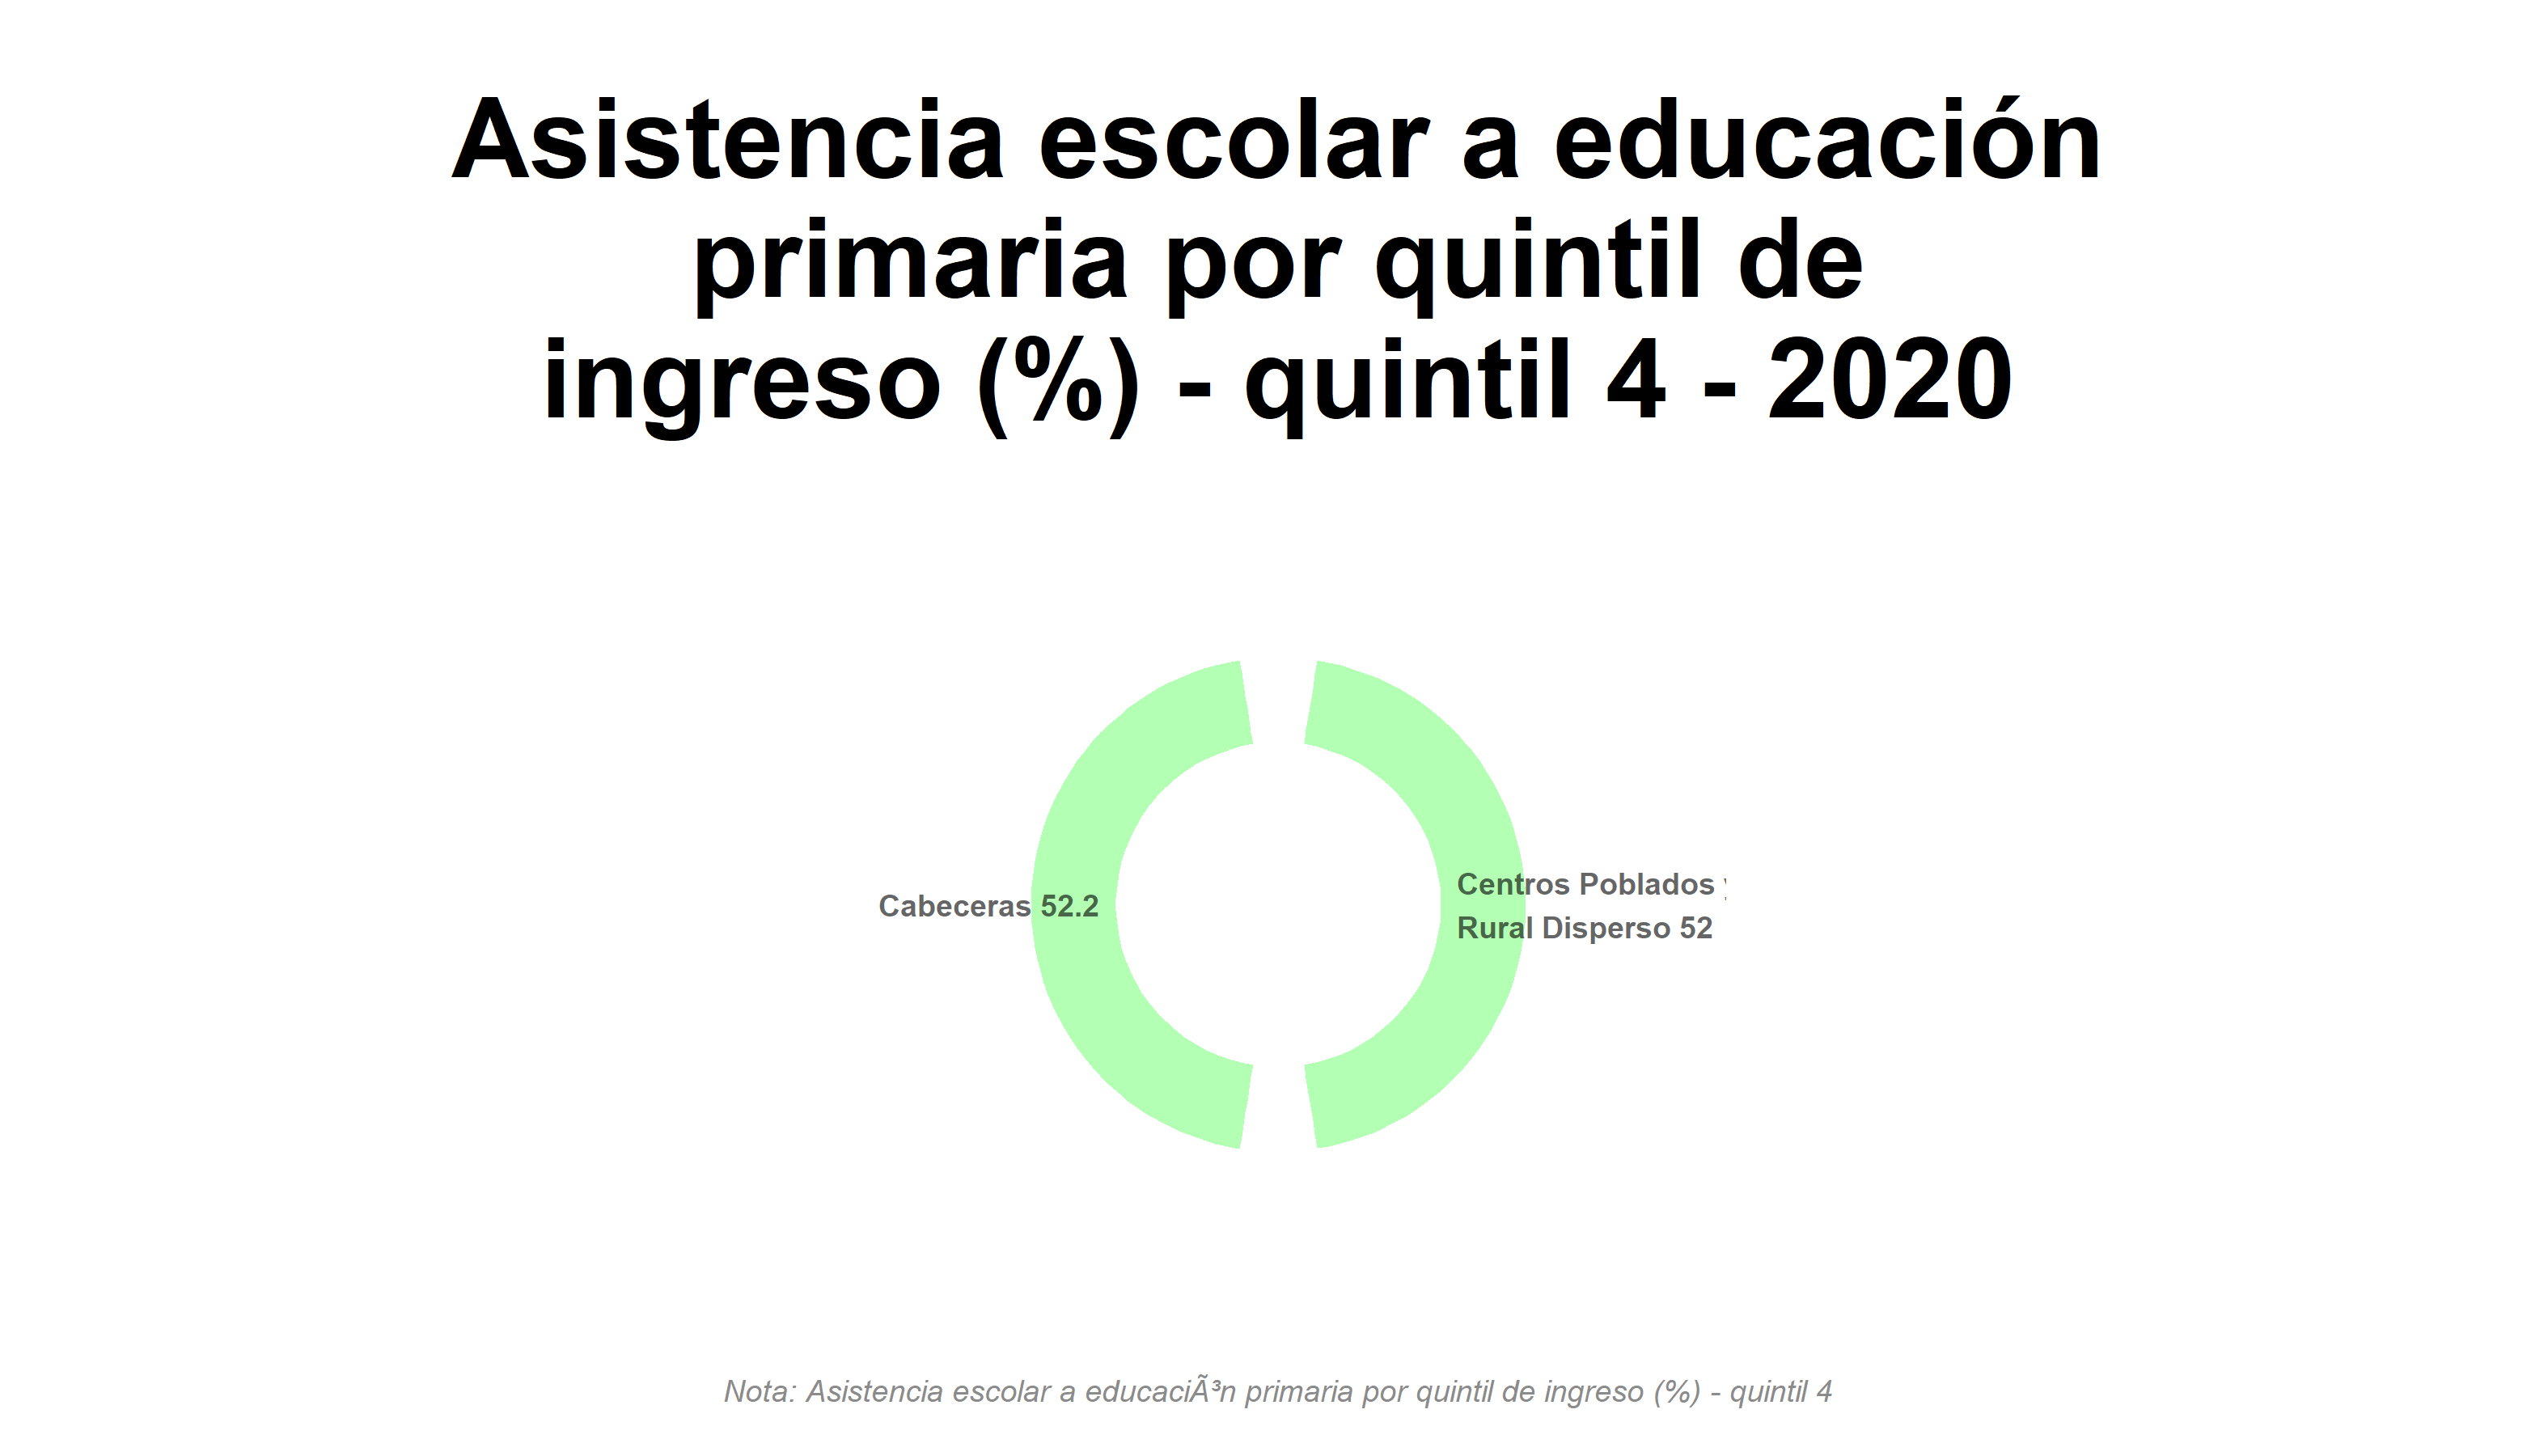 Asistencia escolar a educación
primaria por quintil de
ingreso (%) - quintil 4 - 2020
Cabeceras 52.2
Centros Poblados
Rural Disperso 52
Nota: Asistencia escolar a educaciÃ³n primaria por quintil de ingreso (%) - quintil 4